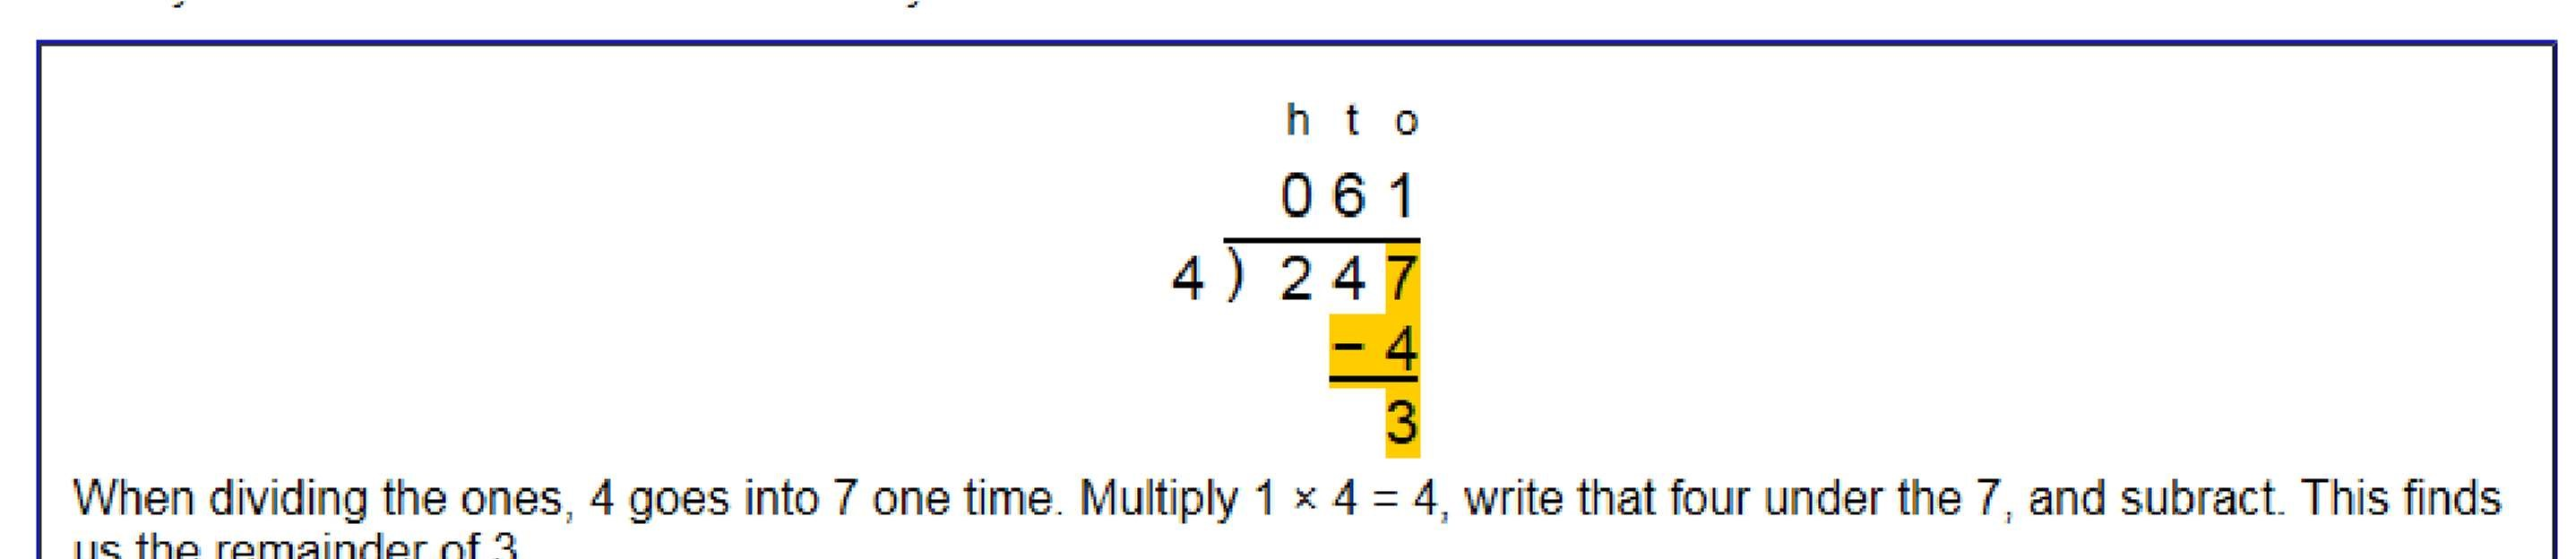 h t o
0 6 1
4 ) 2 4 7
– 4
3
When dividing the ones, 4 goes into 7 one time. Multiply 1 × 4 = 4, write that four under the 7, and subract. This finds
us the remainder of 3